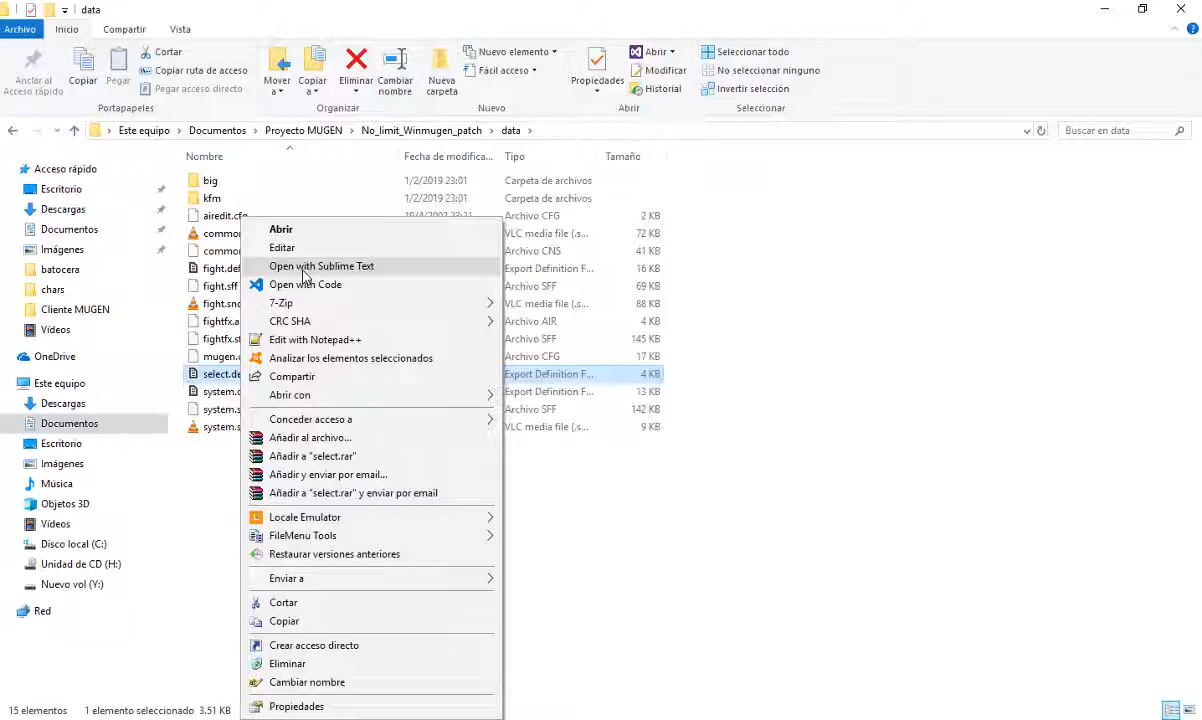 data
Archivo Inicio Compartir Vista
Anclar al Acceso rápido
Copiar
Pegar
Cortar
Copiar ruta de acceso
Pegar acceso directo
Portapapeles
Mover a
Copiar a
Eliminar
Cambiar nombre
Organizar
Nueva carpeta
Nuevo elemento
Fácil acceso
Nuevo
Propiedades
Abrir
Modificar
Historial
Abrir
Seleccionar todo
No seleccionar ninguno
Invertir selección
Seleccionar
Este equipo > Documentos > Proyecto MUGEN > No_limit_Winmugen_patch > data >
Buscar en data
Acceso rápido
Escritorio
Descargas
Documentos
Imágenes
batocera
chars
Cliente MUGEN
Vídeos
OneDrive
Este equipo
Descargas
Documentos
Escritorio
Imágenes
Música
Objetos 3D
Vídeos
Disco local (C:)
Unidad de CD (H:)
Nuevo vol (Y:)
Red
Nombre Fecha de modifica... Tipo Tamaño
big 1/2/2019 23:01 Carpeta de archivos
kfm 1/2/2019 23:01 Carpeta de archivos
airedit.cfg Archivo CFG 2 KB
commo VLC media file (.s... 72 KB
commo Archivo CNS 41 KB
fight.def Export Definition F... 16 KB
fight.sff Archivo SFF 69 KB
fight.snd VLC media file (.s... 88 KB
fightfx.a Archivo AIR 4 KB
fightfx.s Archivo SFF 145 KB
mugen.c Archivo CFG 17 KB
select.de Export Definition F... 4 KB
system.d Export Definition F... 13 KB
system.s Archivo SFF 142 KB
system.s VLC media file (.s... 9 KB
Abrir
Editar
Open with Sublime Text
Open with Code
7-Zip
CRC SHA
Edit with Notepad++
Analizar los elementos seleccionados
Compartir
Abrir con
Conceder acceso a
Añadir al archivo...
Añadir a "select.rar"
Añadir y enviar por email...
Añadir a "select.rar" y enviar por email
Locale Emulator
FileMenu Tools
Restaurar versiones anteriores
Enviar a
Cortar
Copiar
Crear acceso directo
Eliminar
Cambiar nombre
Propiedades
15 elementos 1 elemento seleccionado 3.51 KB